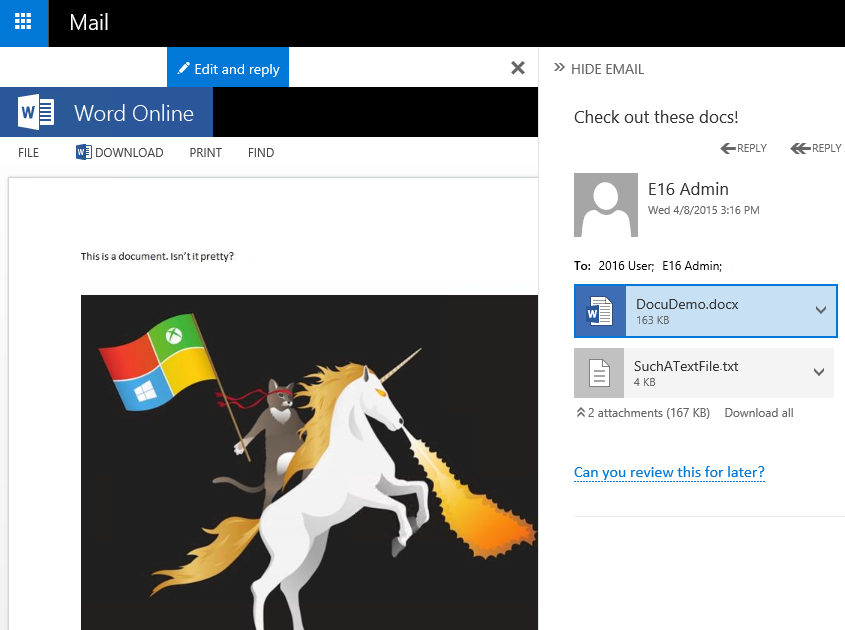 Mail
Edit and reply
Word Online
FILE
DOWNLOAD
PRINT
FIND
This is a document. Isn't it pretty?
HIDE EMAIL
Check out these docs!
REPLY
REPLY
E16 Admin
Wed 4/8/2015 3:16 PM
To: 2016 User; E16 Admin;
DocuDemo.docx
163 KB
SuchATextFile.txt
4 KB
2 attachments (167 KB) Download all
Can you review this for later?